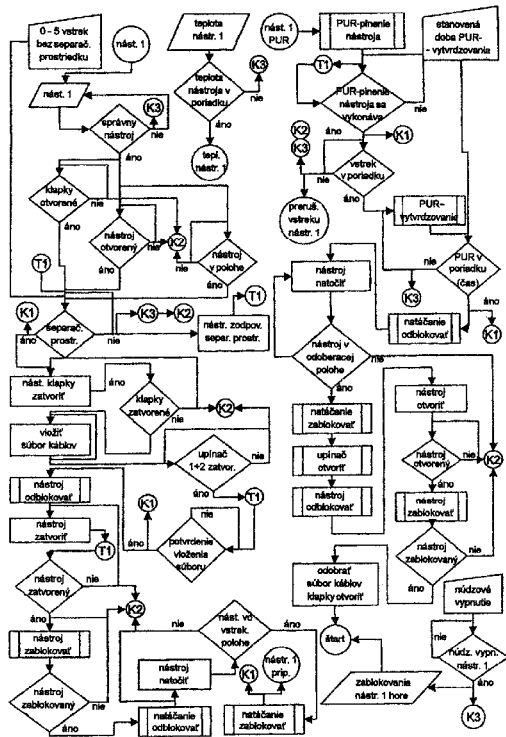 0 - 5 vstrek
bez separač.
prostriedku
nást. 1
nást. 1
K3
nie
správny
nástroj
áno
klapky
otvorené
nie
áno
nástroj
otvorený
nie
áno
K2
nie
nástroj
v polohe
áno
T1
K1
áno
separač.
prostr.
nie
K3
K2
T1
nástr. zodpov.
separ. prostr.
nást. klapky
zatvoriť
áno
klapky
zatvorené
nie
K2
vložiť
súbor káblov
upínač
1+2 zatvor.
nie
áno
T1
nástroj
odblokovať
K1
nie
potvrdenie
vloženia
súboru
áno
nástroj
zatvoriť
T1
nástroj
zatvorený
nie
áno
K2
nástroj
zablokovať
nástroj
zablokovaný
nie
áno
natáčanie
odblokovať
nástroj
natočiť
nie
nást. vo
vstrek.
polohe
áno
K1
nástr. 1
prip.
natáčanie
zablokovať
teplota
nástr. 1
teplota
nástroja v
poriadku
K3
nie
áno
tepl.
nástr. 1
nást. 1
PUR
PUR-plnenie
nástroja
stanovená
doba PUR-
- vytvrdzovania
T1
PUR-plnenie
nástroja sa
vykonáva
nie
áno
K1
K2
K3
vstrek
v poriadku
nie
áno
preruš.
vstreku
nástr. 1
PUR-
vytvrdzovanie
PUR v
poriadku
(čas)
nie
áno
K3
K1
natáčanie
odblokovať
nástroj
natočiť
nástroj v
odoberacej
polohe
nie
áno
natáčanie
zablokovať
upínač
otvoriť
nástroj
odblokovať
nástroj
otvoriť
nástroj
otvorený
nie
áno
K2
nástroj
zablokovať
nástroj
zablokovaný
nie
áno
odobrať
súbor káblov
klapky otvoriť
štart
núdzové
vypnutie
nie
núdz. vypn.
nástr. 1
áno
K3
zablokovanie
nástr. 1 hore